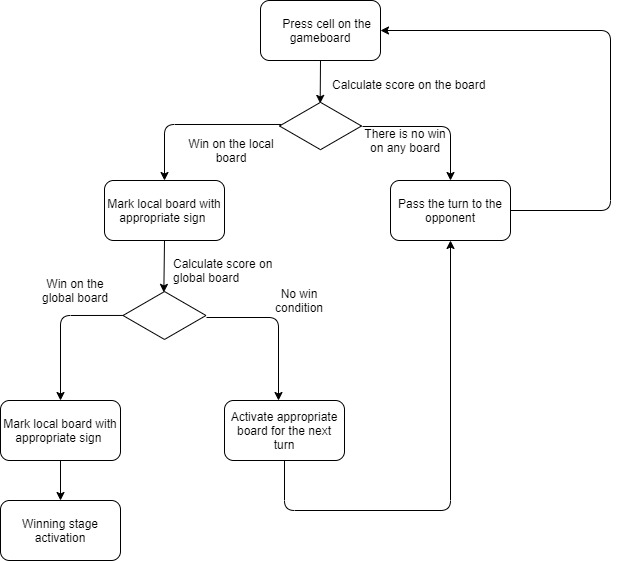 Press cell on the
gameboard
Calculate score on the board
Win on the local
board
There is no win
on any board
Mark local board with
appropriate sign
Pass the turn to the
opponent
Calculate score on
global board
Win on the
global board
No win
condition
Mark local board with
appropriate sign
Activate appropriate
board for the next
turn
Winning stage
activation